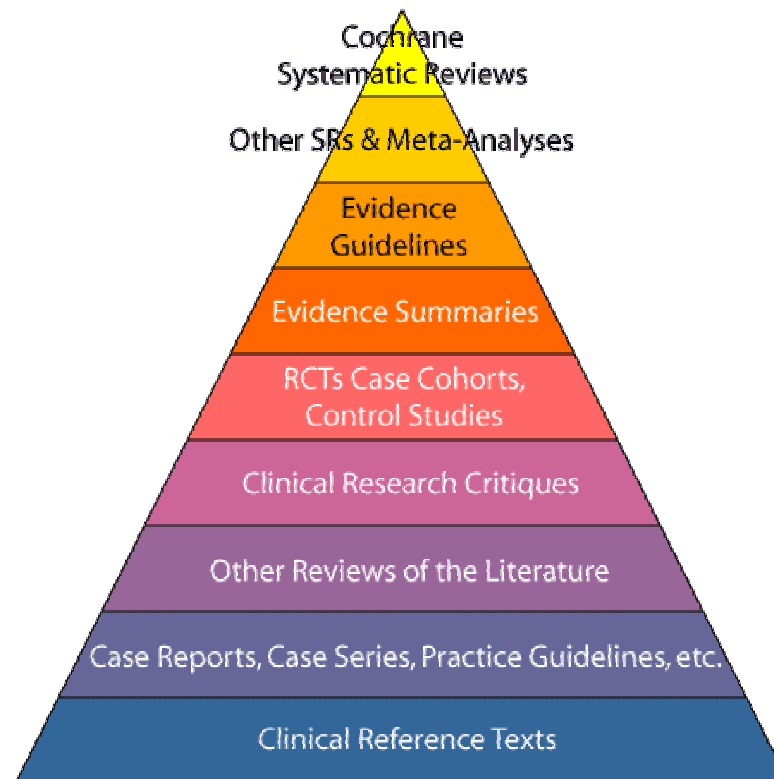 Cochrane
Systematic Reviews
Other SRs & Meta-Analyses
Evidence
Guidelines
Evidence Summaries
RCTs Case Cohorts,
Control Studies
Clinical Research Critiques
Other Reviews of the Literature
Case Reports, Case Series, Practice Guidelines, etc.
Clinical Reference Texts